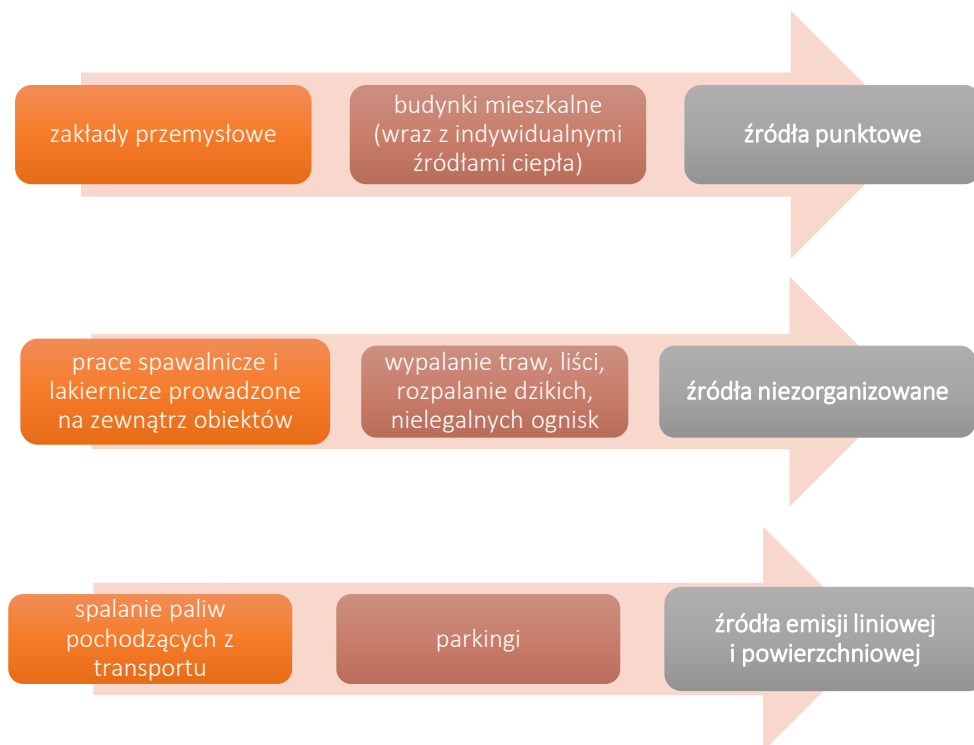 zakłady przemysłowe
budynki mieszkalne
(wraz z indywidualnymi
źródłami ciepła)
źródła punktowe
prace spawalnicze i
lakiernicze prowadzone
na zewnątrz obiektów
wypalanie traw, liści,
rozpalanie dzikich,
nielegalnych ognisk
źródła niezorganizowane
spalanie paliw
pochodzących z
transportu
parkingi
źródła emisji liniowej
i powierzchniowej